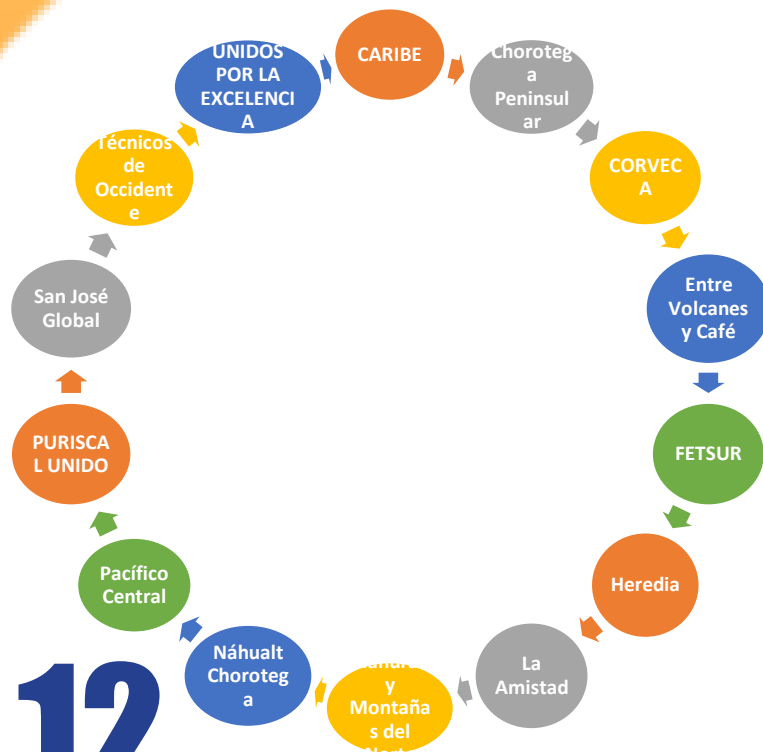 CARIBE
Choroteg
a
Peninsul
ar
CORVEC
A
Entre
Volcanes
y Café
FETSUR
Heredia
La
Amistad
y
Montaña
s del
Norte
Náhualt
Choroteg
a
Pacífico
Central
PURISCA
L UNIDO
San José
Global
Técnicos
de
Occident
e
UNIDOS
POR LA
EXCELENCI
A
12